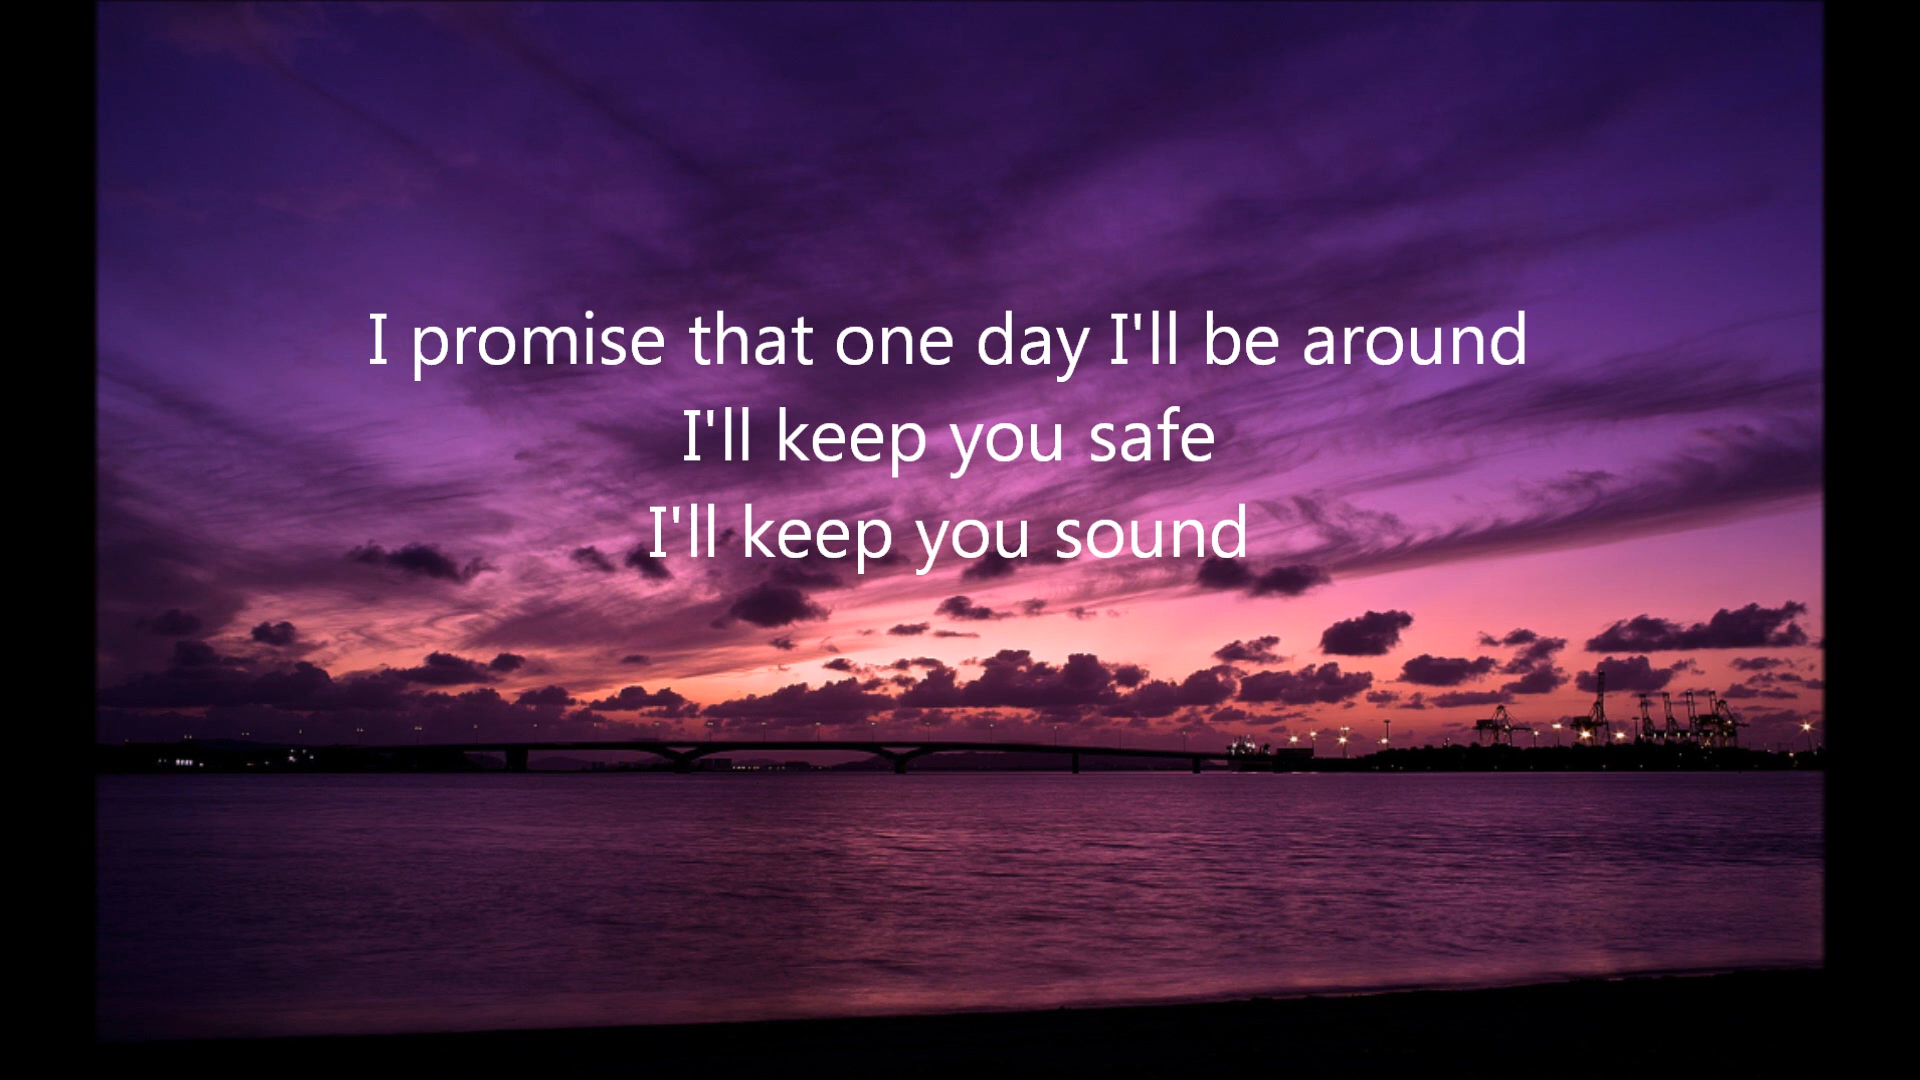 I promise that one day I'll be around
I'll keep you safe
I'll keep you sound